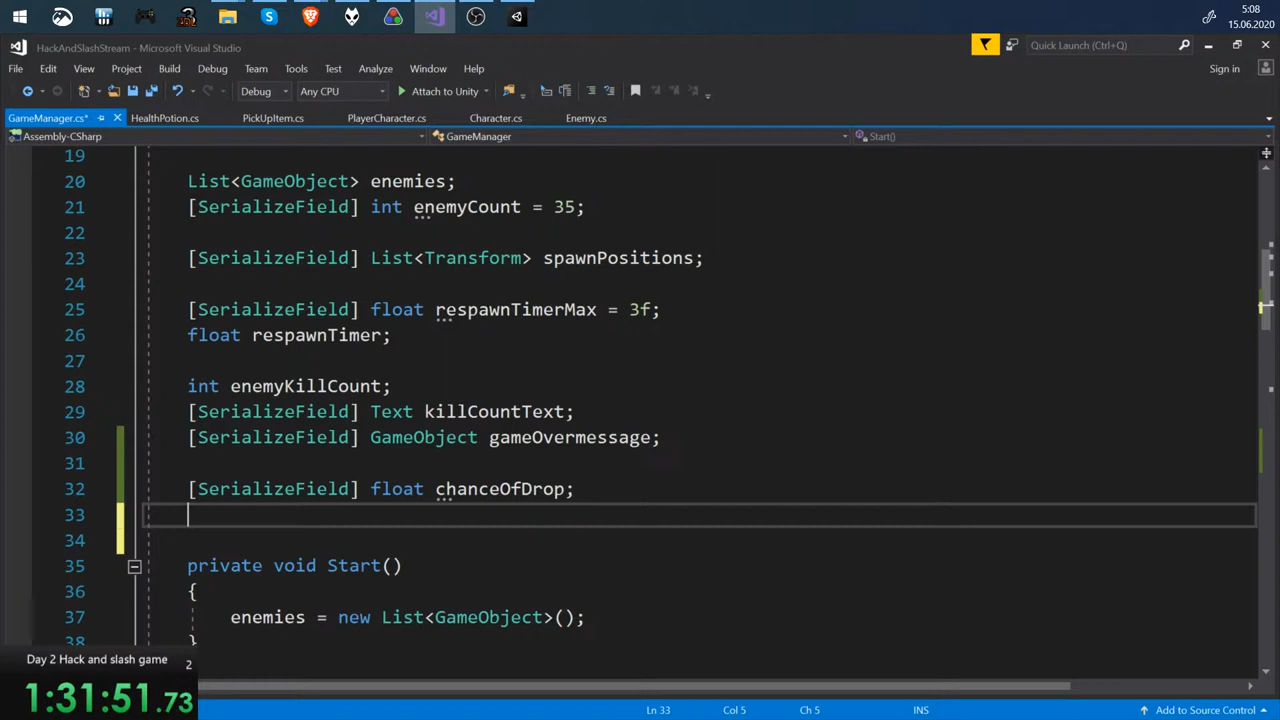 5:08
15.06.2020
HackAndSlashStream - Microsoft Visual Studio
Quick Launch (Ctrl+Q)
File Edit View Project Build Debug Team Tools Test Analyze Window Help
Sign in
Debug Any CPU Attach to Unity
GameManager.cs* HealthPotion.cs PickUpItem.cs PlayerCharacter.cs Character.cs Enemy.cs
Assembly-CSharp GameManager Start()
19
20 List<GameObject> enemies;
21 [SerializeField] int enemyCount = 35;
22
23 [SerializeField] List<Transform> spawnPositions;
24
25 [SerializeField] float respawnTimerMax = 3f;
26 float respawnTimer;
27
28 int enemyKillCount;
29 [SerializeField] Text killCountText;
30 [SerializeField] GameObject gameOvermessage;
31
32 [SerializeField] float chanceOfDrop;
33
34
35 private void Start()
36 {
37 enemies = new List<GameObject>();
38 }
Day 2 Hack and slash game 2
1:31:51.73
Ln 33 Col 5 Ch 5 INS Add to Source Control